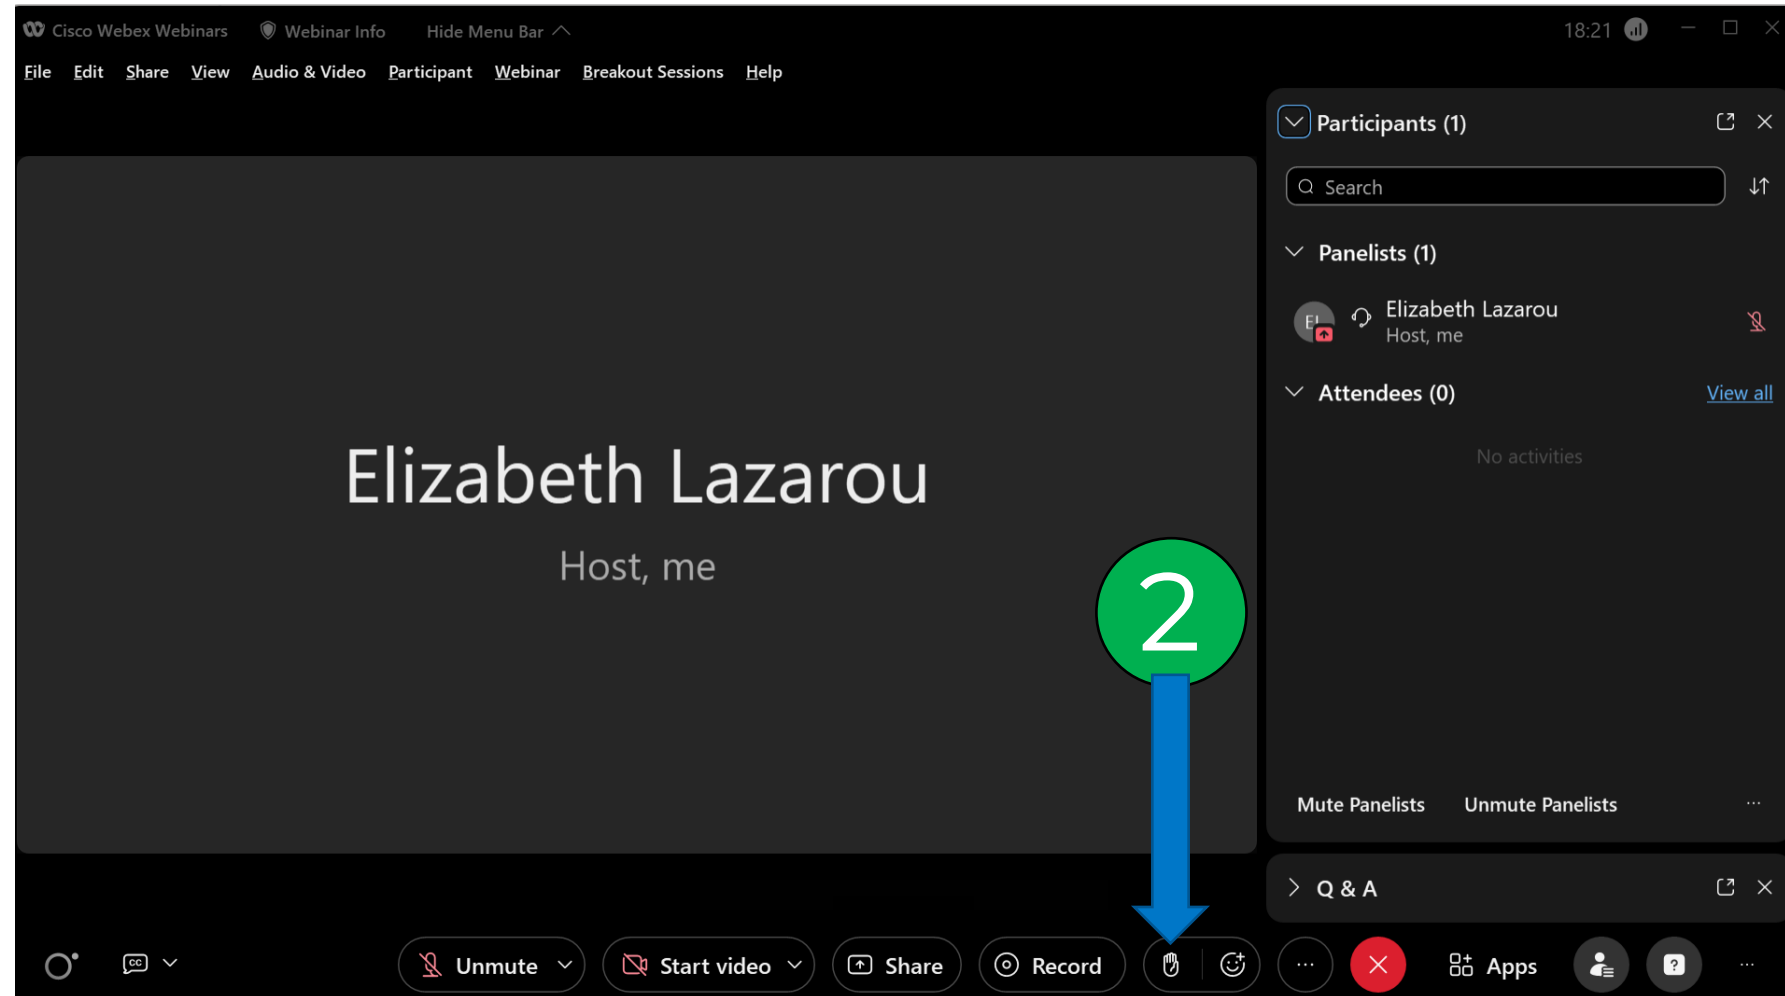 Cisco Webex Webinars Webinar Info Hide Menu Bar 18:21
File Edit Share View Audio & Video Participant Webinar Breakout Sessions Help
Participants (1)
Search
Panelists (1)
EL Elizabeth Lazarou
Host, me
Attendees (0) View all
No activities
Elizabeth Lazarou
Host, me
2
Mute Panelists Unmute Panelists ...
Q & A
CC Unmute Start video Share Record ... Apps ? ...